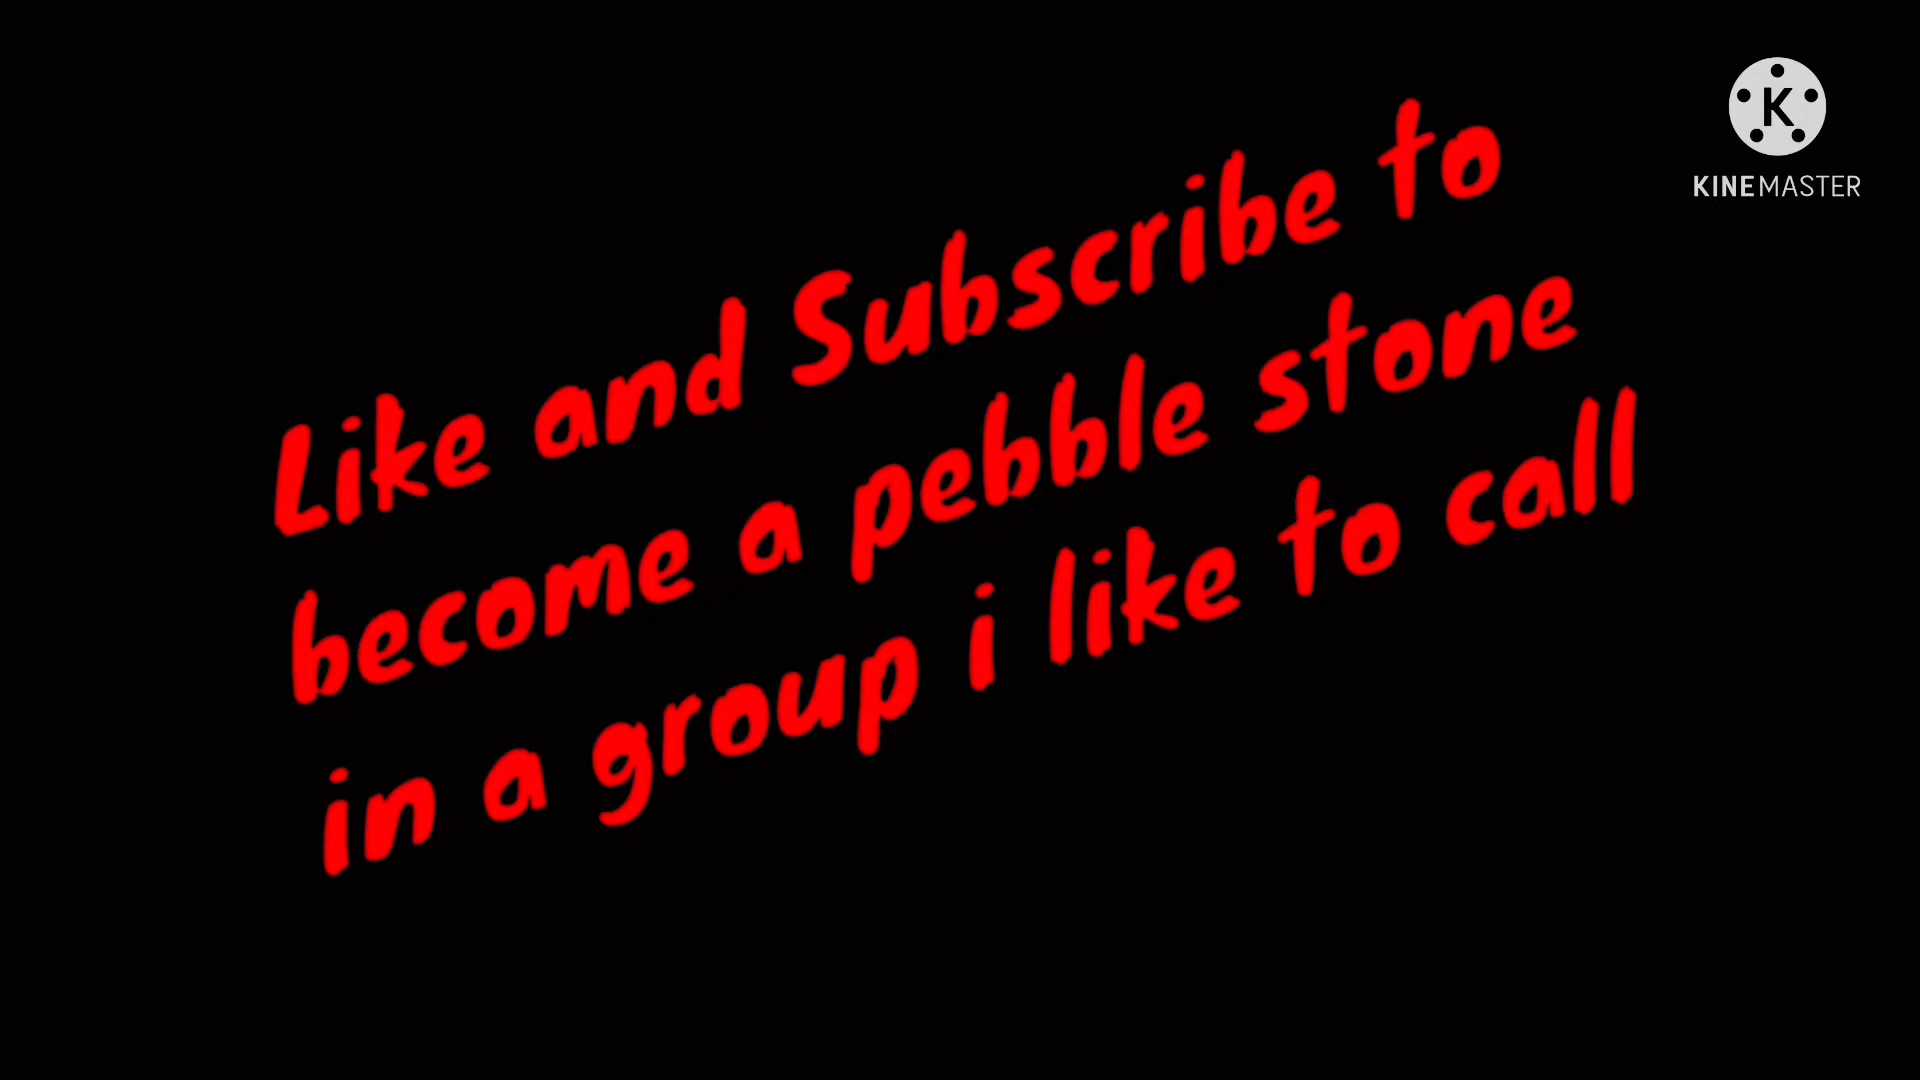 Like and Subscribe to
become a pebble stone
in a group i like to call
K
KINEMASTER